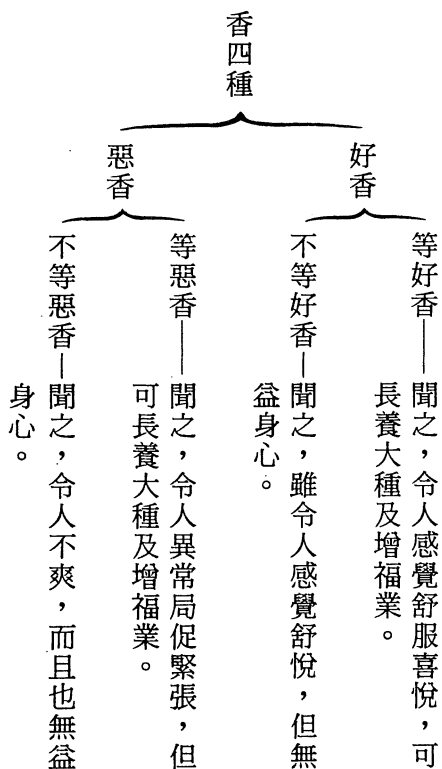 香四種
好香
等好香——聞之，令人感覺舒服喜悅，可
長養大種及增福業。
不等好香—聞之，雖令人感覺舒悅，但無
益身心。
惡香
等惡香——聞之，令人異常局促緊張，但
可長養大種及增福業。
不等惡香—聞之，令人不爽，而且也無益
身心。